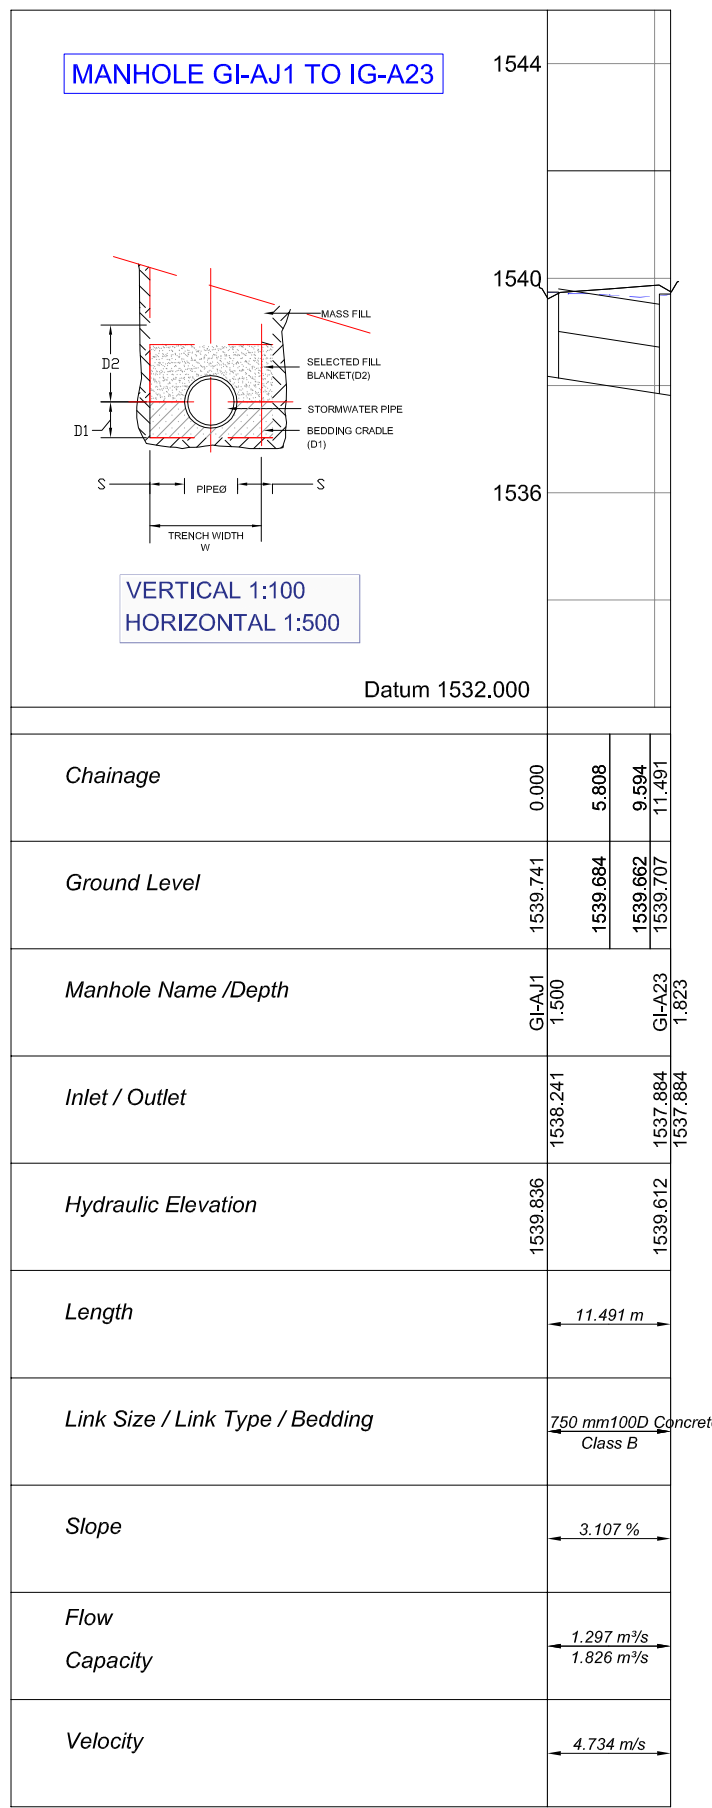 MANHOLE GI-AJ1 TO IG-A23
1544
1540
1536
MASS FILL
D2
SELECTED FILL
BLANKET(D2)
STORMWATER PIPE
D1
BEDDING CRADLE
(D1)
S
PIPEØ
S
TRENCH WIDTH
W
VERTICAL 1:100
HORIZONTAL 1:500
Datum 1532.000
Chainage
0.000
5.808
9.594
11.491
Ground Level
1539.741
1539.684
1539.662
1539.707
Manhole Name /Depth
GI-AJ1
1.500
GI-A23
1.823
Inlet / Outlet
1538.241
1537.884
1537.884
Hydraulic Elevation
1539.836
1539.612
Length
11.491 m
Link Size / Link Type / Bedding
750 mm100D Concret
Class B
Slope
3.107 %
Flow
1.297 m³/s
Capacity
1.826 m³/s
Velocity
4.734 m/s